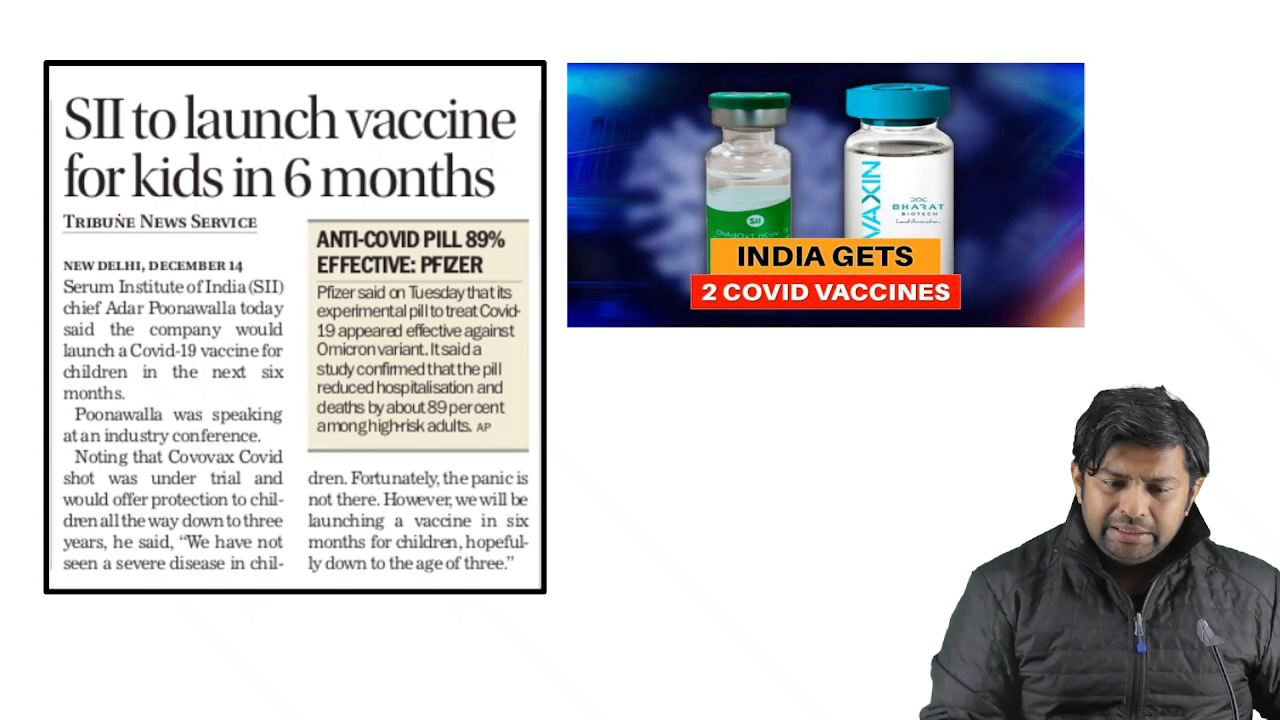 SII to launch vaccine
for kids in 6 months
TRIBUNE NEWS SERVICE
NEW DELHI, DECEMBER 14
Serum Institute of India (SII)
chief Adar Poonawalla today
said the company would
launch a Covid-19 vaccine for
children in the next six
months.
Poonawalla was speaking
at an industry conference.
Noting that Covovax Covid
shot was under trial and
would offer protection to chil-
dren all the way down to three
years, he said, “We have not
seen a severe disease in chil-
ANTI-COVID PILL 89%
EFFECTIVE: PFIZER
Pfizer said on Tuesday that its
experimental pill to treat Covid-
19 appeared effective against
Omicron variant. It said a
study confirmed that the pill
reduced hospitalisation and
deaths by about 89 per cent
among high-risk adults. AP
dren. Fortunately, the panic is
not there. However, we will be
launching a vaccine in six
months for children, hopeful-
ly down to the age of three.”
SII
VAXIN
BHARAT
BIOTECH
INDIA GETS
2 COVID VACCINES